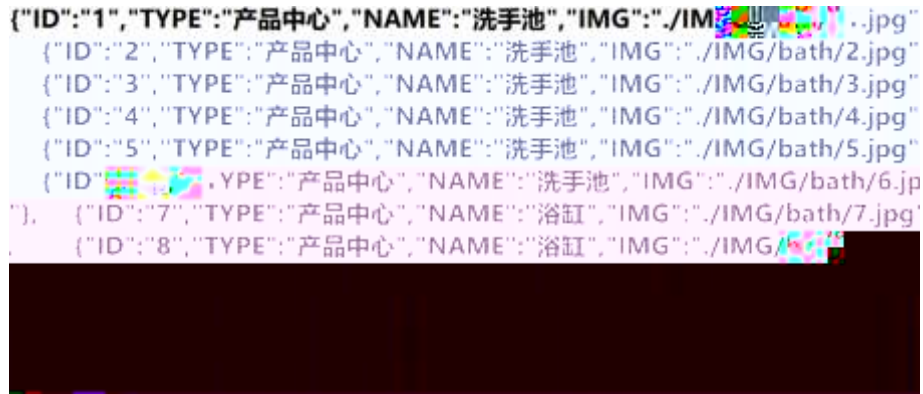 {"ID":"1","TYPE":"产品中心","NAME":"洗手池","IMG":"./IM .jpg"
{"ID":"2","TYPE":"产品中心","NAME":"洗手池","IMG":"./IMG/bath/2.jpg"
{"ID":"3","TYPE":"产品中心","NAME":"洗手池","IMG":"./IMG/bath/3.jpg"
{"ID":"4","TYPE":"产品中心","NAME":"洗手池","IMG":"./IMG/bath/4.jpg"
{"ID":"5","TYPE":"产品中心","NAME":"洗手池","IMG":"./IMG/bath/5.jpg"
{"ID" YPE":"产品中心","NAME":"洗手池","IMG":"./IMG/bath/6.jp
"}, {"ID":"7","TYPE":"产品中心","NAME":"浴缸","IMG":"./IMG/bath/7.jpg
{"ID":"8","TYPE":"产品中心","NAME":"浴缸","IMG":"./IMG/